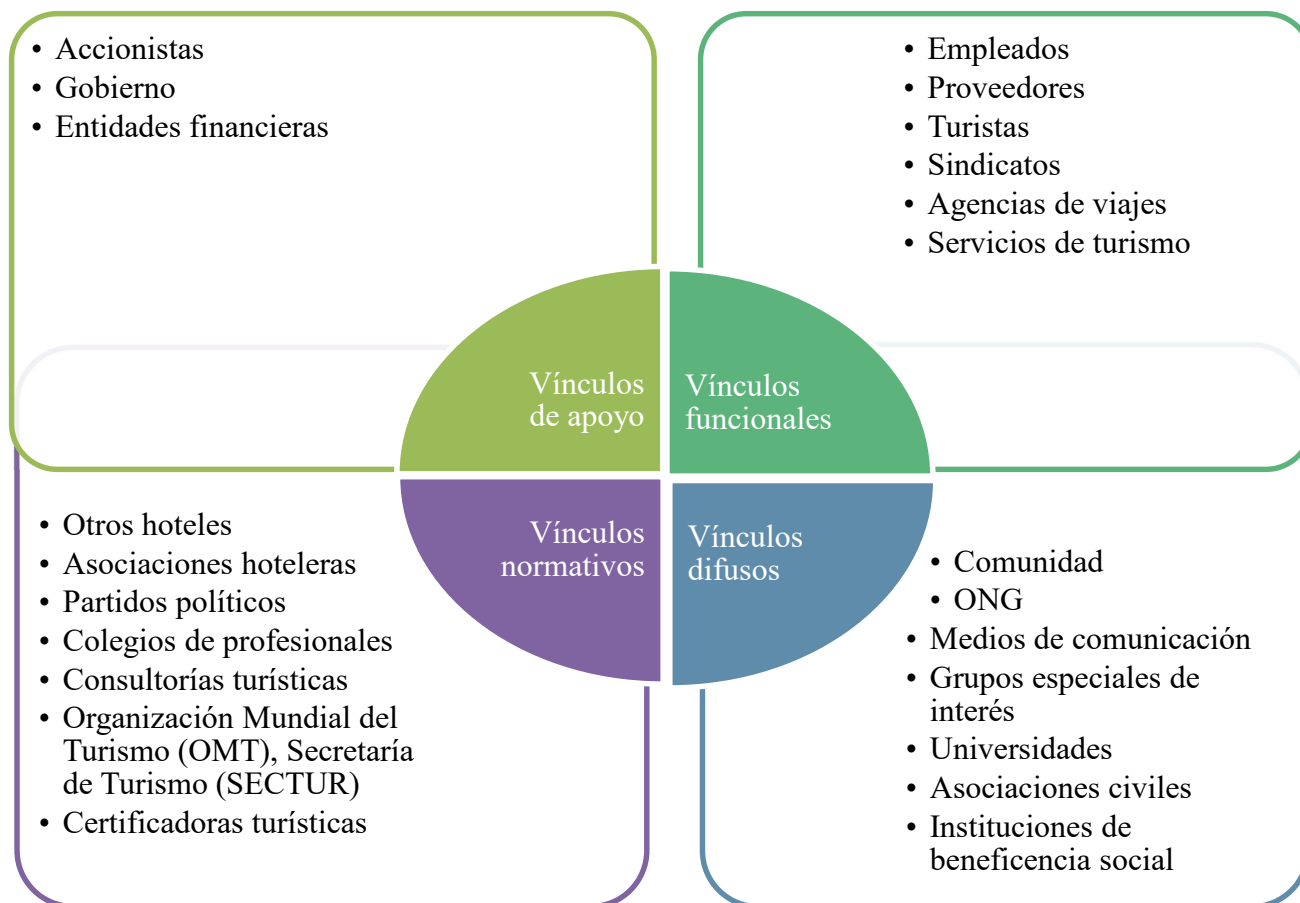 • Accionistas
• Gobierno
• Entidades financieras
• Empleados
• Proveedores
• Turistas
• Sindicatos
• Agencias de viajes
• Servicios de turismo
Vínculos
de apoyo
Vínculos
funcionales
Vínculos
normativos
Vínculos
difusos
• Otros hoteles
• Asociaciones hoteleras
• Partidos políticos
• Colegios de profesionales
• Consultorías turísticas
• Organización Mundial del
Turismo (OMT), Secretaría
de Turismo (SECTUR)
• Certificadoras turísticas
• Comunidad
• ONG
• Medios de comunicación
• Grupos especiales de
interés
• Universidades
• Asociaciones civiles
• Instituciones de
beneficencia social